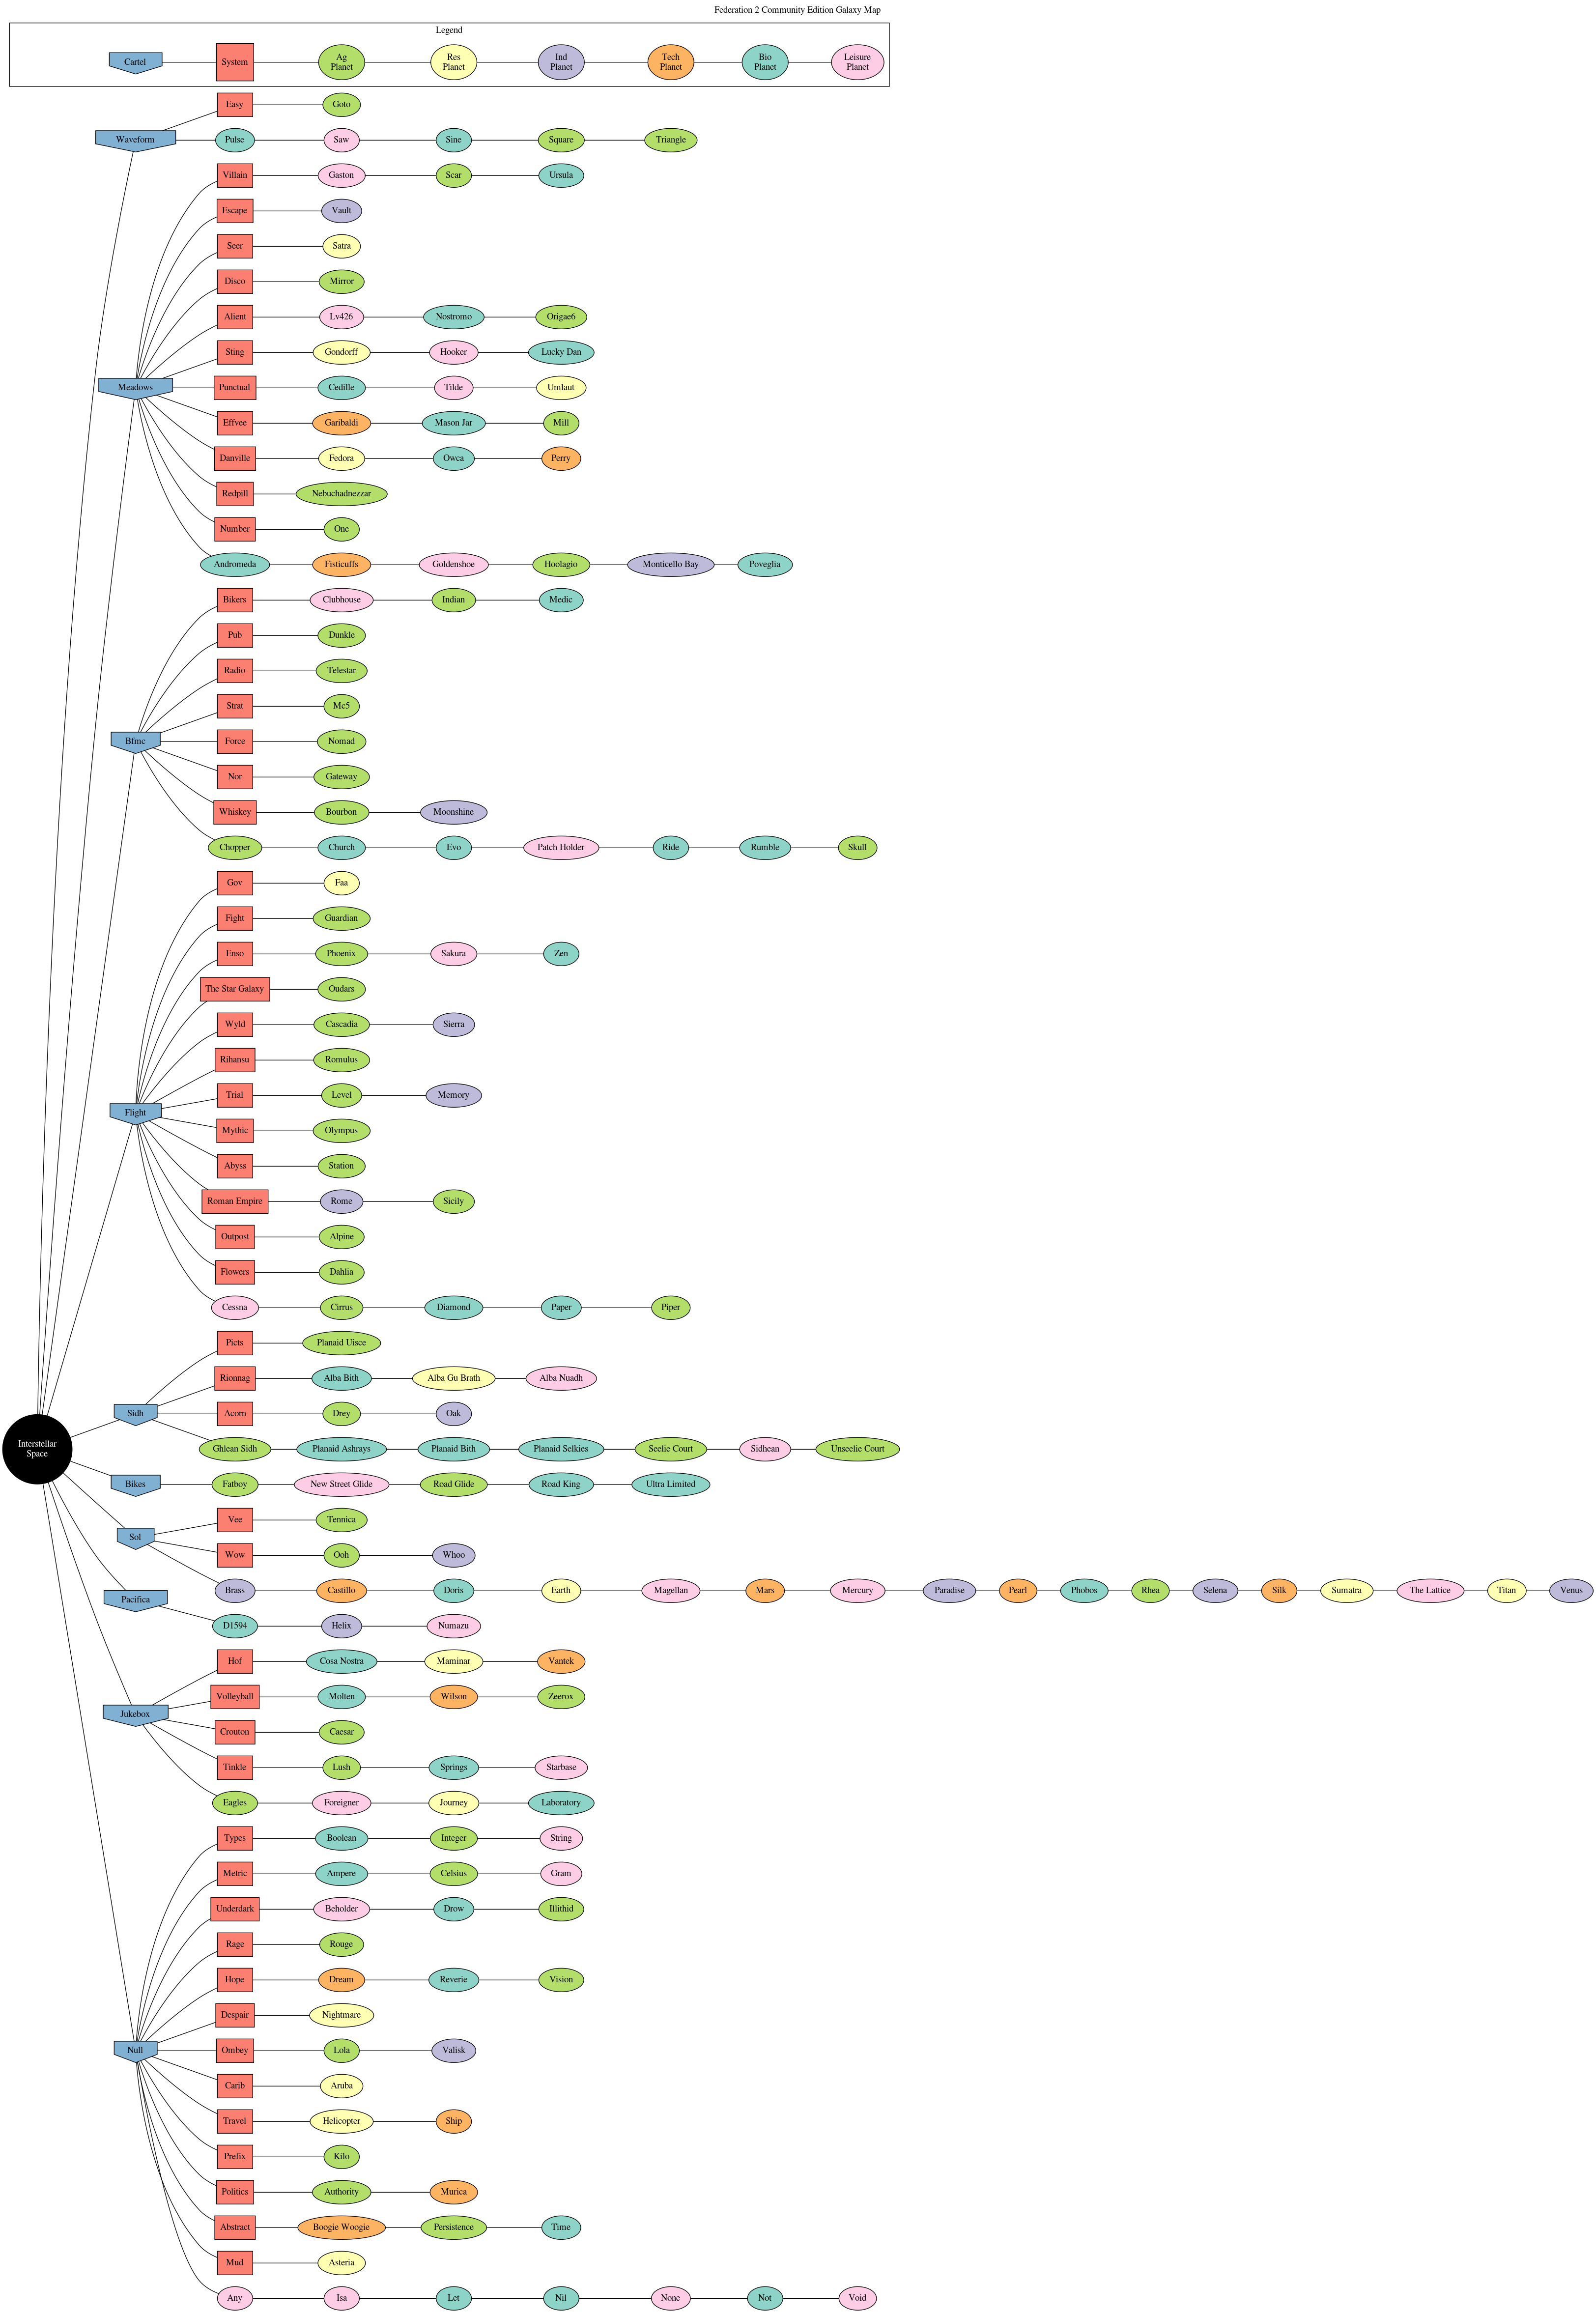 Federation 2 Community Edition Galaxy Map
Legend
Cartel System Ag Planet Res Planet Ind Planet Tech Planet Bio Planet Leisure Planet
Easy Goto
Waveform Pulse Saw Sine Square Triangle
Villain Gaston Scar Ursula
Escape Vault
Seer Satra
Disco Mirror
Alient Lv426 Nostromo Origae6
Sting Gondorff Hooker Lucky Dan
Meadows Punctual Cedille Tilde Umlaut
Effvee Garibaldi Mason Jar Mill
Danville Fedora Owca Perry
Redpill Nebuchadnezzar
Number One
Andromeda Fisticuffs Goldenshoe Hoolagio Monticello Bay Poveglia
Bikers Clubhouse Indian Medic
Pub Dunkle
Radio Telestar
Strat Mc5
Bfmc Force Nomad
Nor Gateway
Whiskey Bourbon Moonshine
Chopper Church Evo Patch Holder Ride Rumble Skull
Gov Faa
Fight Guardian
Enso Phoenix Sakura Zen
The Star Galaxy Oudars
Wyld Cascadia Sierra
Rihansu Romulus
Trial Level Memory
Flight
Mythic Olympus
Abyss Station
Roman Empire Rome Sicily
Outpost Alpine
Flowers Dahlia
Cessna Cirrus Diamond Paper Piper
Picts Planaid Uisce
Rionnag Alba Bith Alba Gu Brath Alba Nuadh
Sidh Acorn Drey Oak
Interstellar
Space
Ghlean Sidh Planaid Ashrays Planaid Bith Planaid Selkies Seelie Court Sidhean Unseelie Court
Bikes Fatboy New Street Glide Road Glide Road King Ultra Limited
Vee Tennica
Sol
Wow Ooh Whoo
Brass Castillo Doris Earth Magellan Mars Mercury Paradise Pearl Phobos Rhea Selena Silk Sumatra The Lattice Titan Venus
Pacifica
D1594 Helix Numazu
Hof Cosa Nostra Maminar Vantek
Volleyball Molten Wilson Zeerox
Jukebox
Crouton Caesar
Tinkle Lush Springs Starbase
Eagles Foreigner Journey Laboratory
Types Boolean Integer String
Metric Ampere Celsius Gram
Underdark Beholder Drow Illithid
Rage Rouge
Hope Dream Reverie Vision
Despair Nightmare
Null Ombey Lola Valisk
Carib Aruba
Travel Helicopter Ship
Prefix Kilo
Politics Authority Murica
Abstract Boogie Woogie Persistence Time
Mud Asteria
Any Isa Let Nil None Not Void